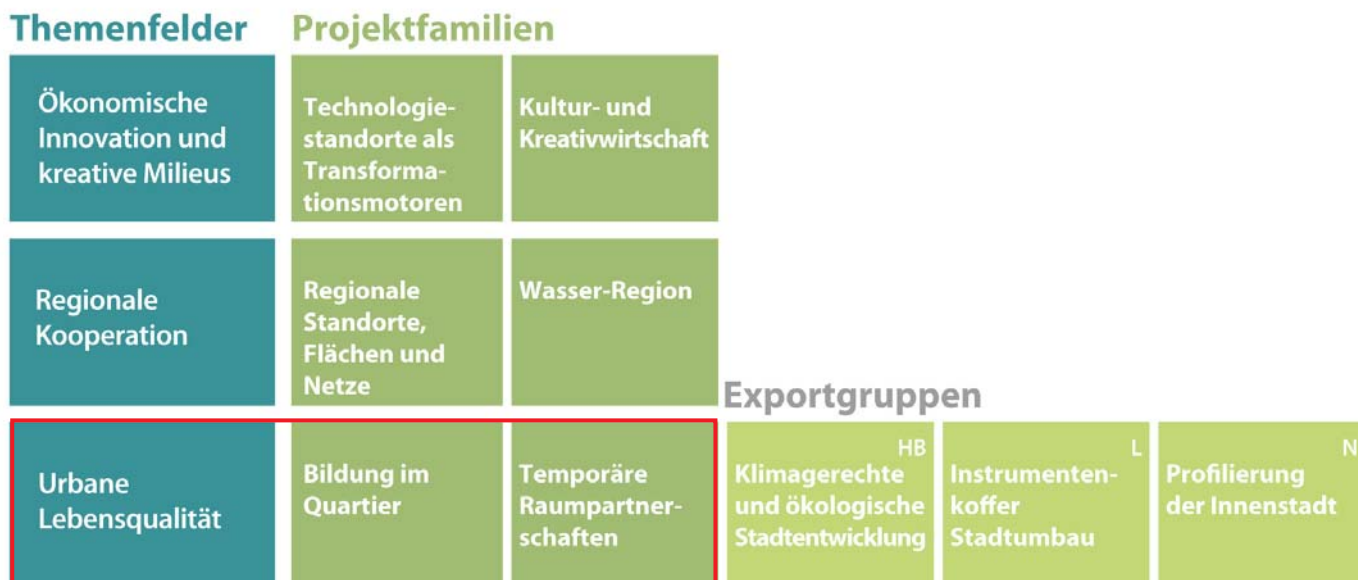 Themenfelder Projektfamilien
Ökonomische
Innovation und
kreative Milieus
Technologie-
standorte als
Transforma-
tionsmotoren
Kultur- und
Kreativwirtschaft
Regionale
Kooperation
Regionale
Standorte,
Flächen und
Netze
Wasser-Region
Exportgruppen
Urbane
Lebensqualität
Bildung im
Quartier
Temporäre
Raumpartner-
schaften
HB
Klimagerechte
und ökologische
Stadtentwicklung
L
Instrumenten-
koffer
Stadtumbau
N
Profilierung
der Innenstadt